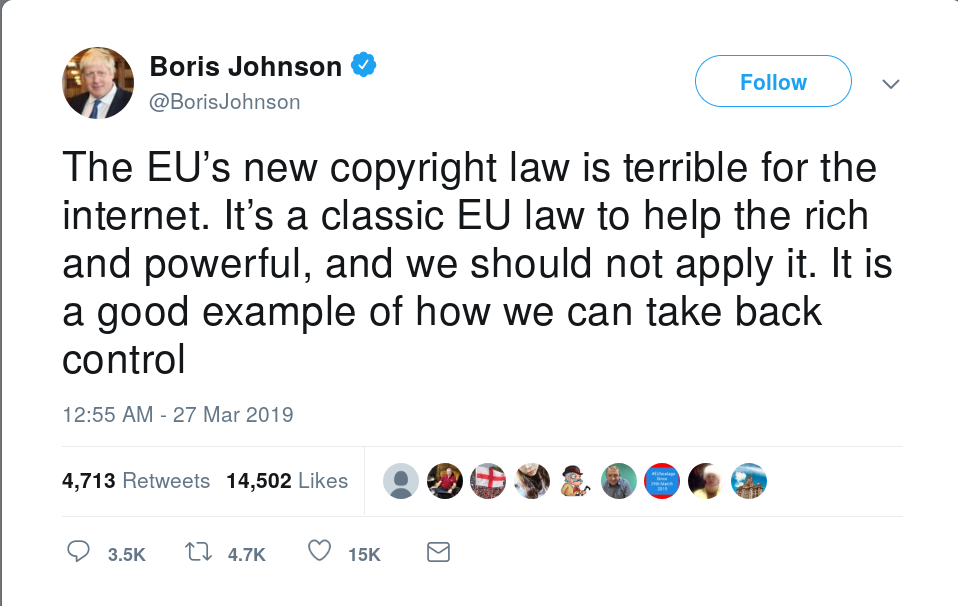 Boris Johnson
@BorisJohnson
Follow
The EU’s new copyright law is terrible for the
internet. It’s a classic EU law to help the rich
and powerful, and we should not apply it. It is
a good example of how we can take back
control
12:55 AM - 27 Mar 2019
4,713 Retweets 14,502 Likes
3.5K 4.7K 15K